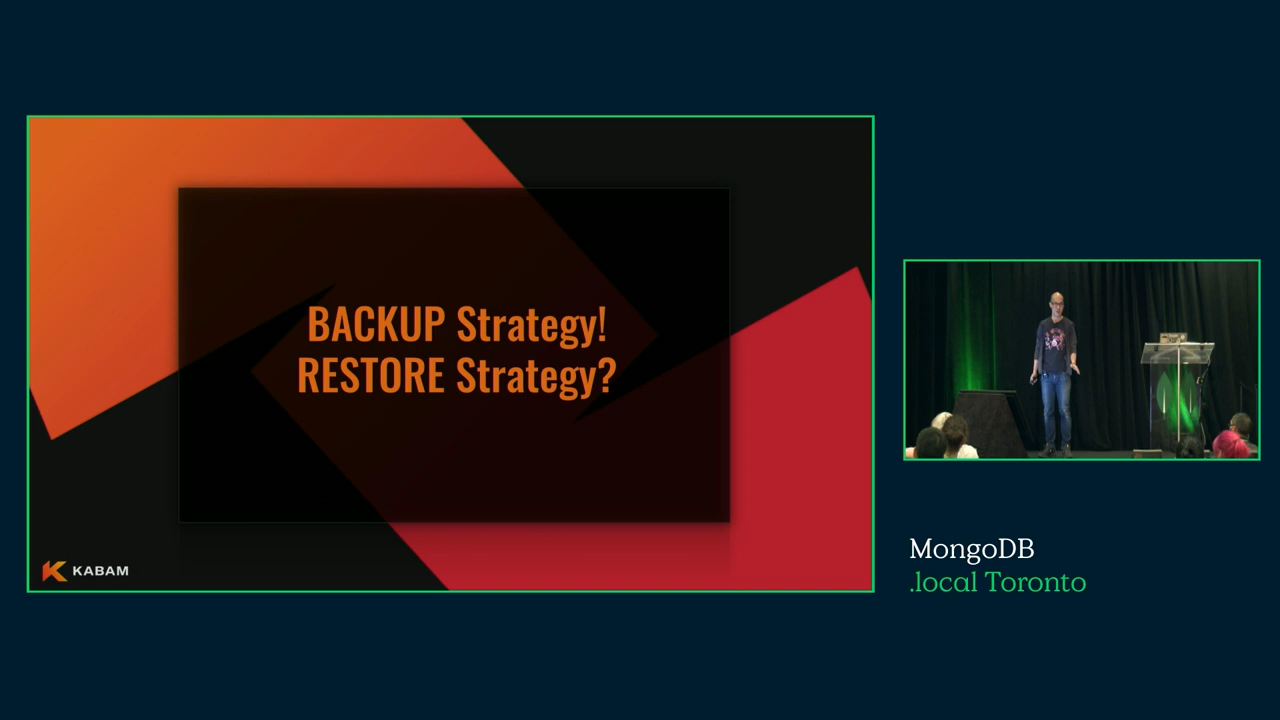 BACKUP Strategy!
RESTORE Strategy?
KABAM
MongoDB
.local Toronto